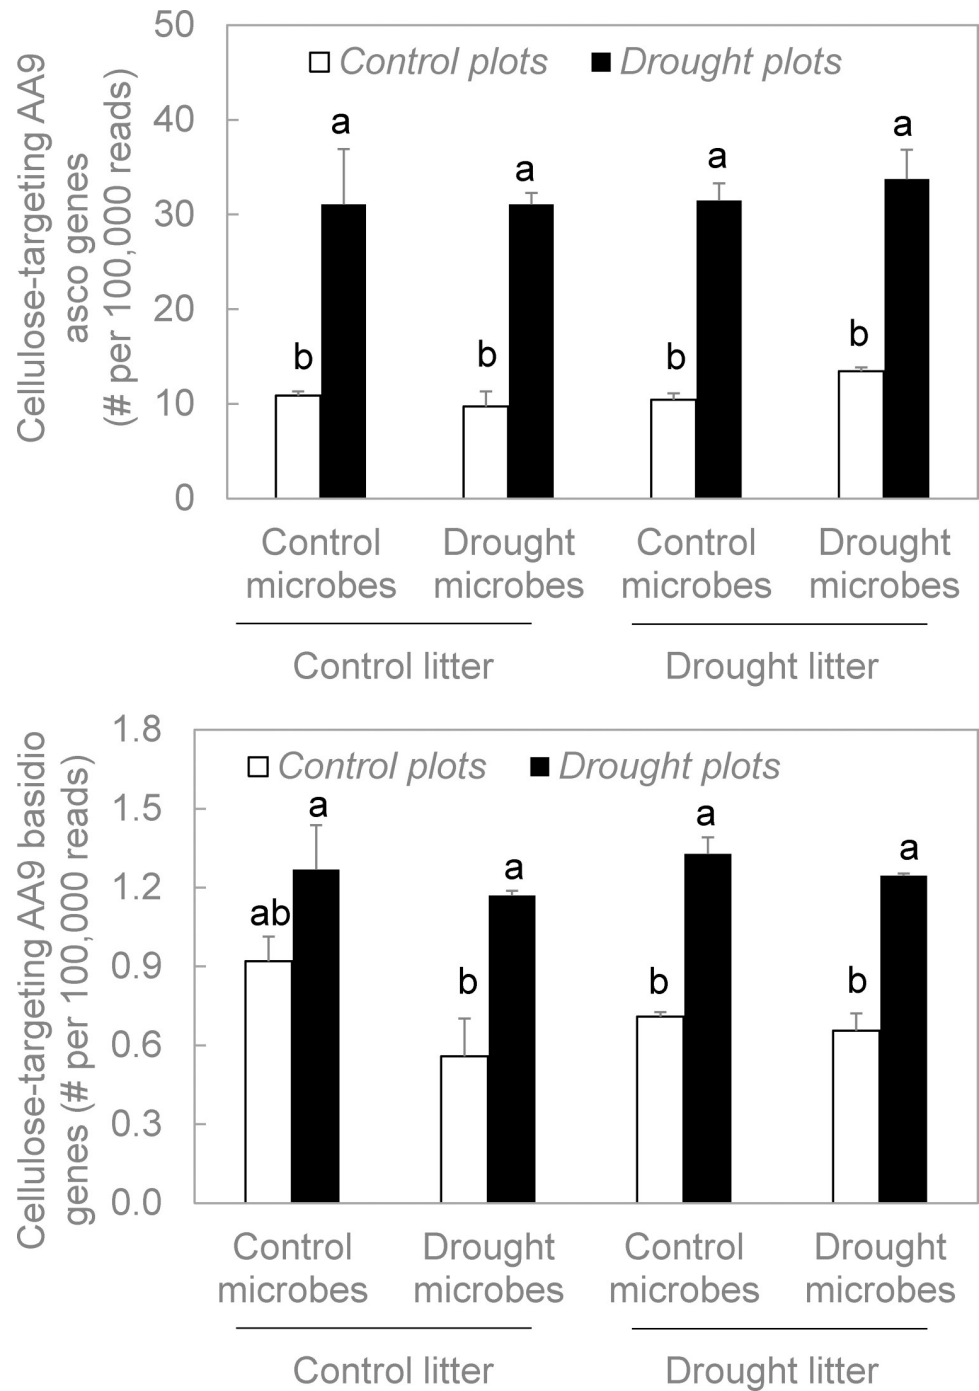 Cellulose-targeting AA9
asco genes
(# per 100,000 reads)
50
40
30
20
10
0
Control plots
Drought plots
b
a
b
a
b
a
b
a
Control
microbes
Drought
microbes
Control
microbes
Drought
microbes
Control litter
Drought litter
Cellulose-targeting AA9 basidio
genes (# per 100,000 reads)
1.8
1.5
1.2
0.9
0.6
0.3
0.0
Control plots
Drought plots
ab
a
b
a
b
a
b
a
Control
microbes
Drought
microbes
Control
microbes
Drought
microbes
Control litter
Drought litter